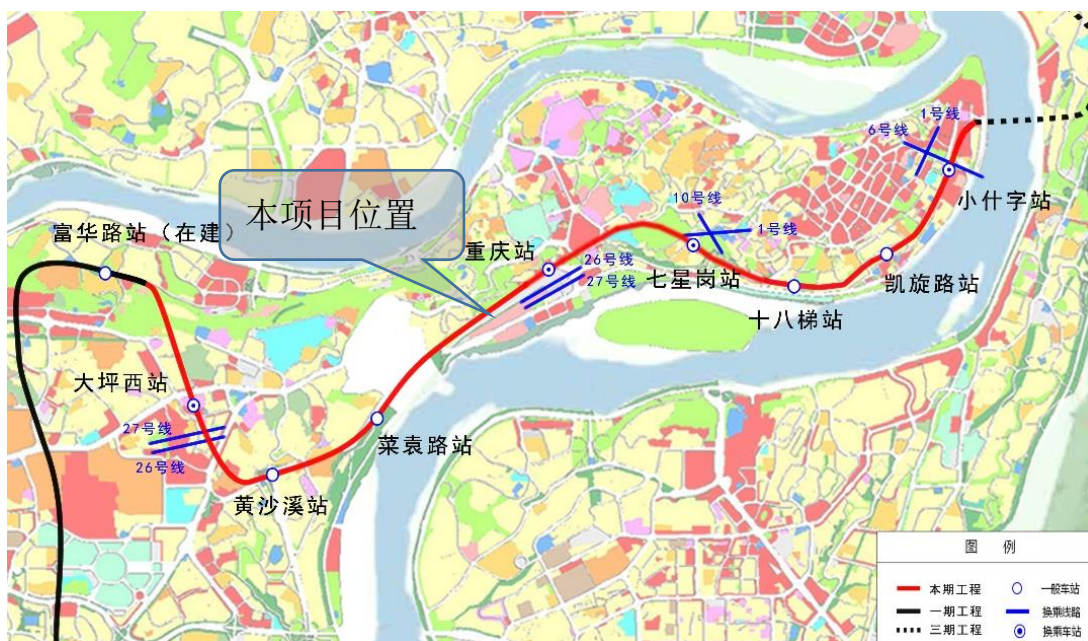 1号线
6号线
小什字站
本项目位置
10号线
1号线
富华路站（在建）
重庆站
26号线
27号线
七星岗站
凯旋路站
十八梯站
大坪西站
27号线
26号线
菜袁路站
黄沙溪站
图 例
本期工程
一般车站
一期工程
换乘线路
三期工程
换乘车站